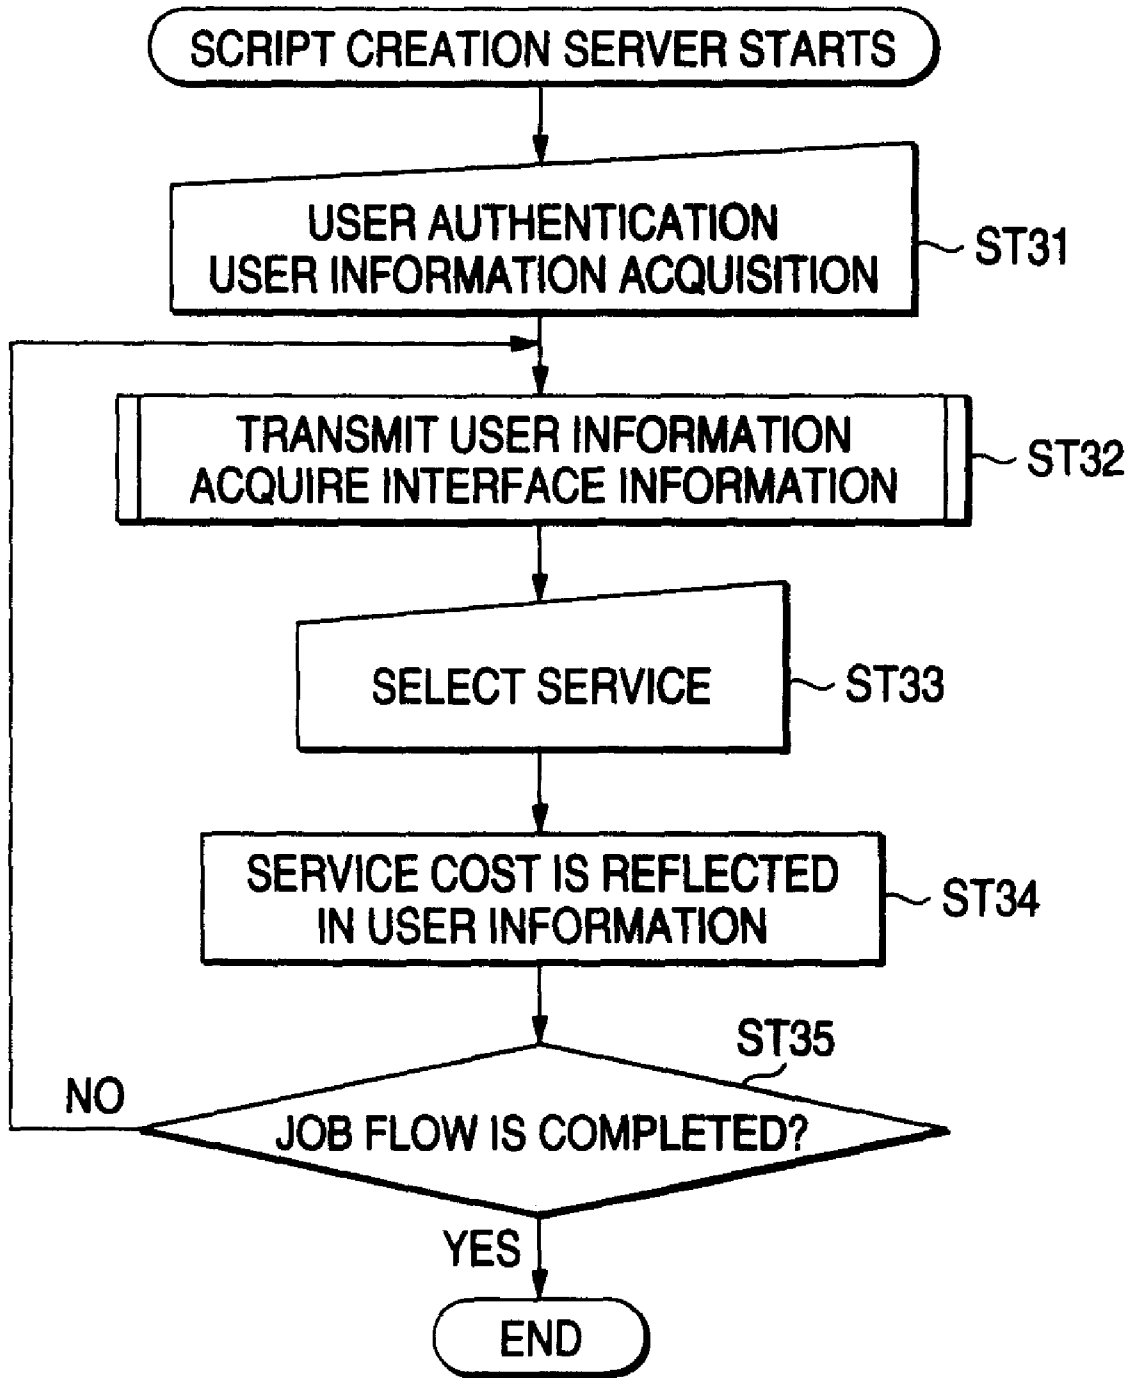 SCRIPT CREATION SERVER STARTS
USER AUTHENTICATION
USER INFORMATION ACQUISITION
ST31
TRANSMIT USER INFORMATION
ACQUIRE INTERFACE INFORMATION
ST32
SELECT SERVICE
ST33
SERVICE COST IS REFLECTED
IN USER INFORMATION
ST34
ST35
NO
JOB FLOW IS COMPLETED?
YES
END